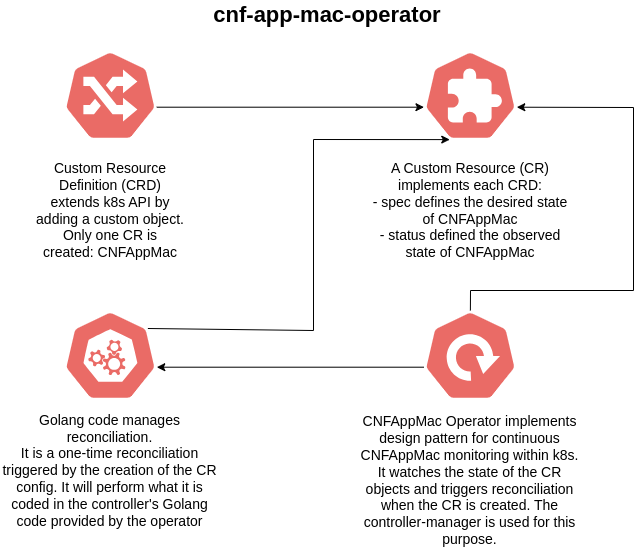 cnf-app-mac-operator
Custom Resource
Definition (CRD)
extends k8s API by
adding a custom object.
Only one CR is
created: CNFAppMac
A Custom Resource (CR)
implements each CRD:
- spec defines the desired state
of CNFAppMac
- status defined the observed
state of CNFAppMac
Golang code manages
reconciliation.
It is a one-time reconciliation
triggered by the creation of the CR
config. It will perform what it is
coded in the controller's Golang
code provided by the operator
CNFAppMac Operator implements
design pattern for continuous
CNFAppMac monitoring within k8s.
It watches the state of the CR
objects and triggers reconciliation
when the CR is created. The
controller-manager is used for this
purpose.